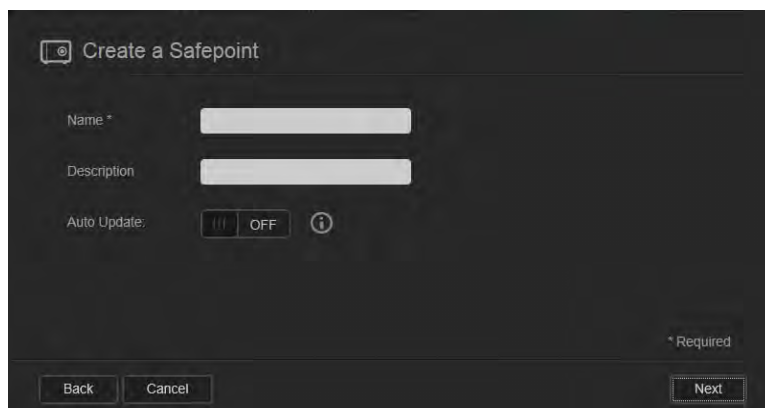 Create a Safepoint
Name *
Description
Auto Update:
OFF
* Required
Back Cancel Next